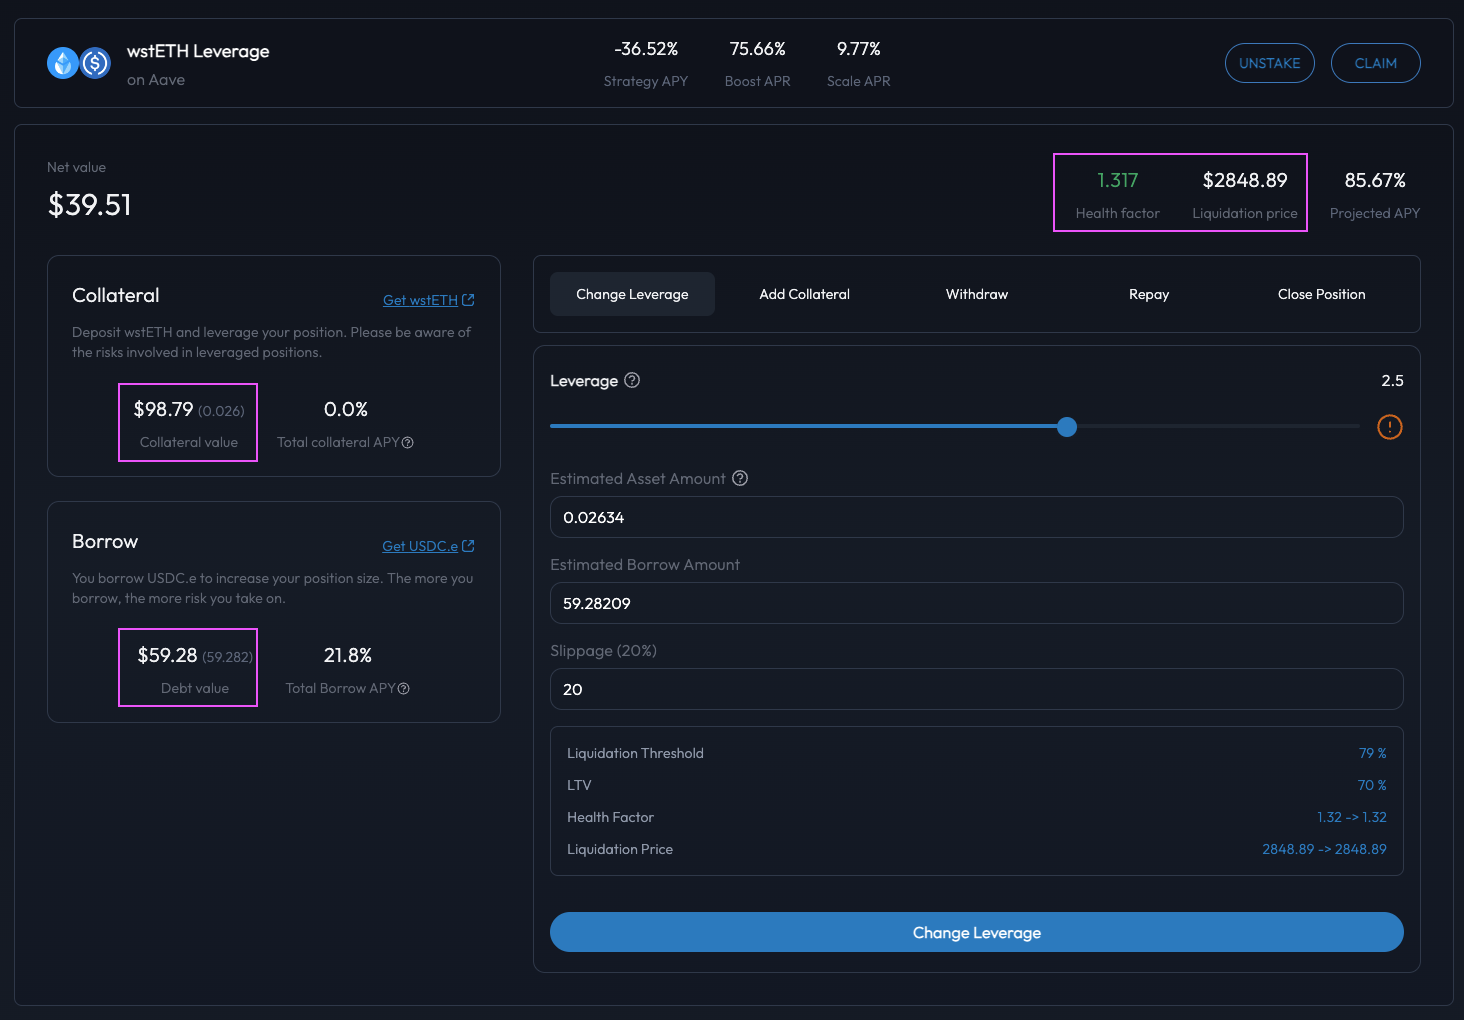 wstETH Leverage
on Aave
-36.52%
Strategy APY
75.66%
Boost APR
9.77%
Scale APR
UNSTAKE
CLAIM
Net value
$39.51
1.317
Health factor
$2848.89
Liquidation price
85.67%
Projected APY
Collateral
Get wstETH
Deposit wstETH and leverage your position. Please be aware of
the risks involved in leveraged positions.
$98.79 (0.026)
Collateral value
0.0%
Total collateral APY
Borrow
Get USDC.e
You borrow USDC.e to increase your position size. The more you
borrow, the more risk you take on.
$59.28 (59.282)
Debt value
21.8%
Total Borrow APY
Change Leverage
Add Collateral
Withdraw
Repay
Close Position
Leverage
2.5
Estimated Asset Amount
0.02634
Estimated Borrow Amount
59.28209
Slippage (20%)
20
Liquidation Threshold
79 %
LTV
70 %
Health Factor
1.32 -> 1.32
Liquidation Price
2848.89 -> 2848.89
Change Leverage